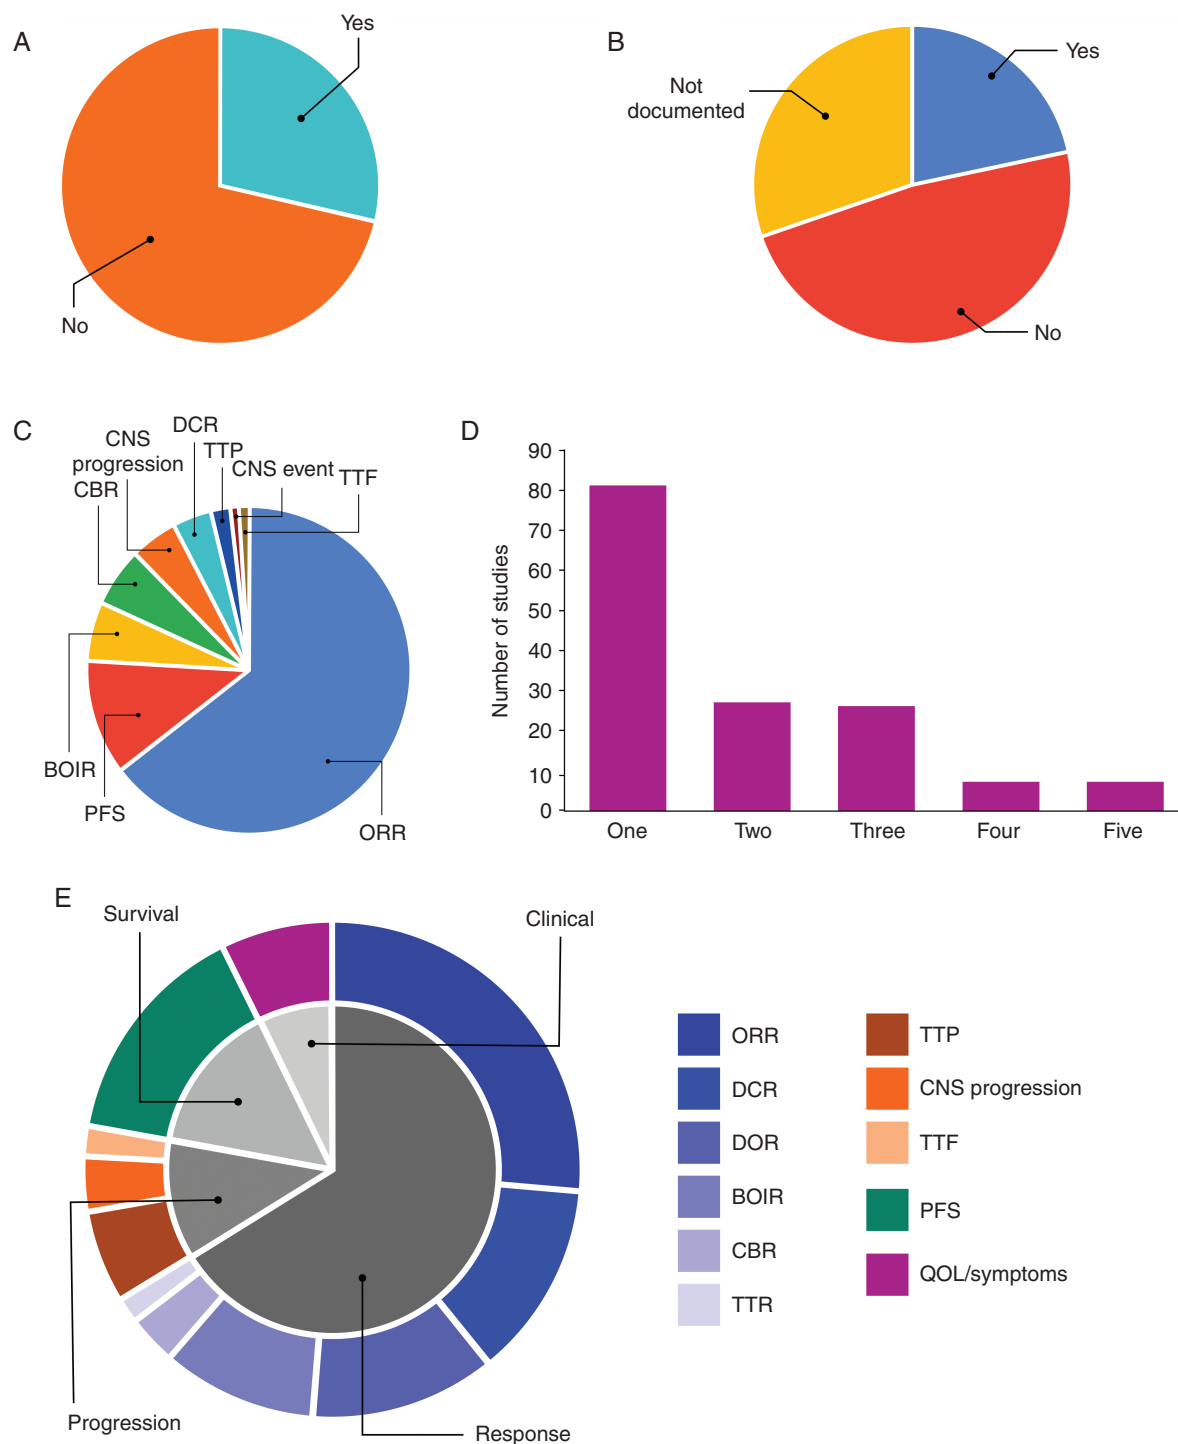 A
Yes
No
B
Yes
Not
documented
No
C
DCR
CNS
progression
TTP
CNS event
TTF
CBR
BOIR
PFS
ORR
D
Number of studies
90
80
70
60
50
40
30
20
10
0
One
Two
Three
Four
Five
E
Survival
Clinical
Progression
Response
ORR
DCR
DOR
BOIR
CBR
TTR
TTP
CNS progression
TTF
PFS
QOL/symptoms